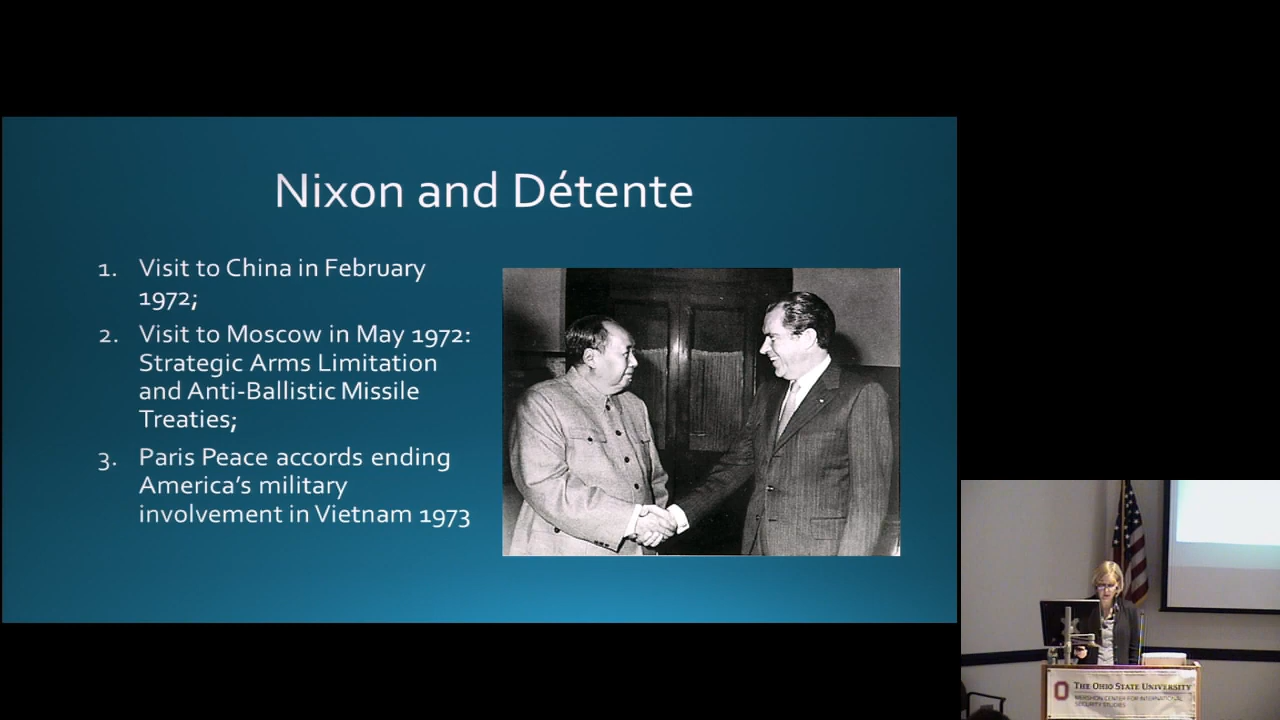 Nixon and Détente
1. Visit to China in February
1972;
2. Visit to Moscow in May 1972:
Strategic Arms Limitation
and Anti-Ballistic Missile
Treaties;
3. Paris Peace accords ending
America's military
involvement in Vietnam 1973
THE OHIO STATE UNIVERSITY
MERSHON CENTER FOR INTERNATIONAL
SECURITY STUDIES